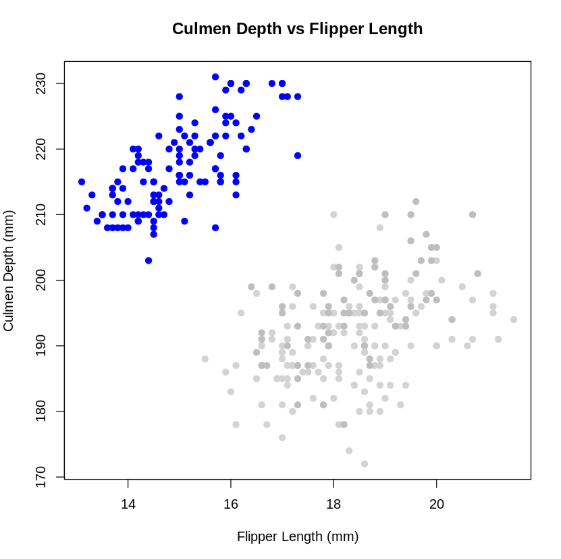 Culmen Depth vs Flipper Length
Culmen Depth (mm)
230
220
210
200
190
180
170
14 16 18 20
Flipper Length (mm)